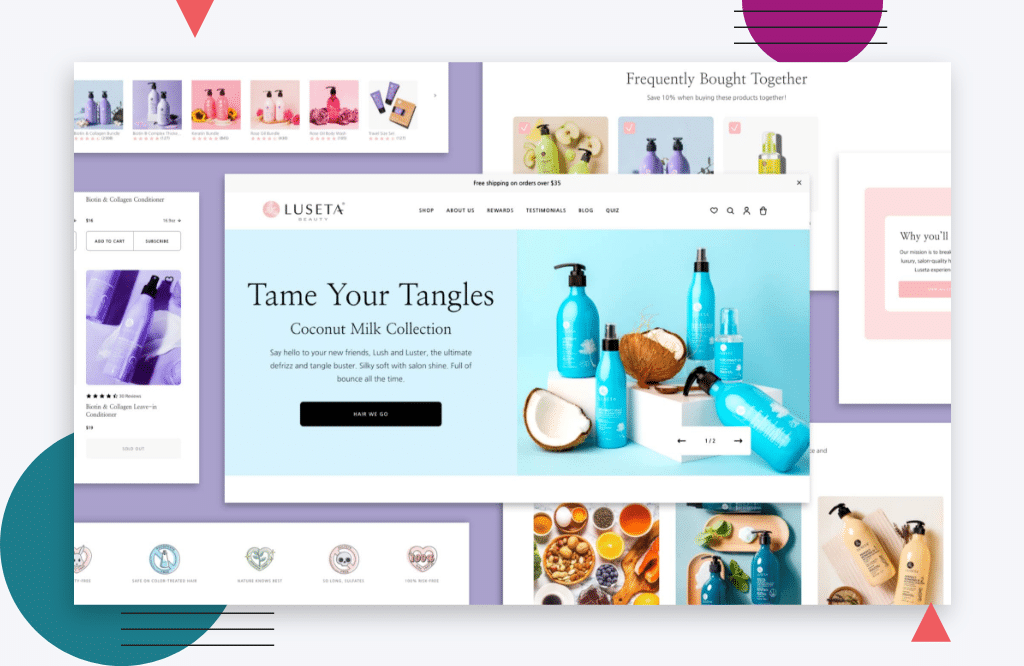 Biotin & Collagen Bundle
Keratin Bundle
Rose Oil Bundle
Rose Oil Body Wash
Travel Size Set
Frequently Bought Together
Save 10% when buying these products together!
Biotin & Collagen Conditioner
$16
ADD TO CART
SUBSCRIBE
30 Reviews
Biotin & Collagen Leave-in
Conditioner
$18
SOLD OUT
Free shipping on orders over $35
LUSETA
BEAUTY
SHOP
ABOUT US
REWARDS
TESTIMONIALS
BLOG
QUIZ
Tame Your Tangles
Coconut Milk Collection
Say hello to your new friends, Lush and Luster, the ultimate
defrizz and tangle buster. Silky soft with salon shine. Full of
bounce all the time.
HAIR WE GO
LUSETA
LUSETA
1 / 2
Why you'll
Our mission is to break
luxury, salon-quality
Luseta experien
ce and
SAFE ON COLOR-TREATED HAIR
NATURE KNOWS BEST
SO LONG, SULFATES
100%
100% RISK FREE